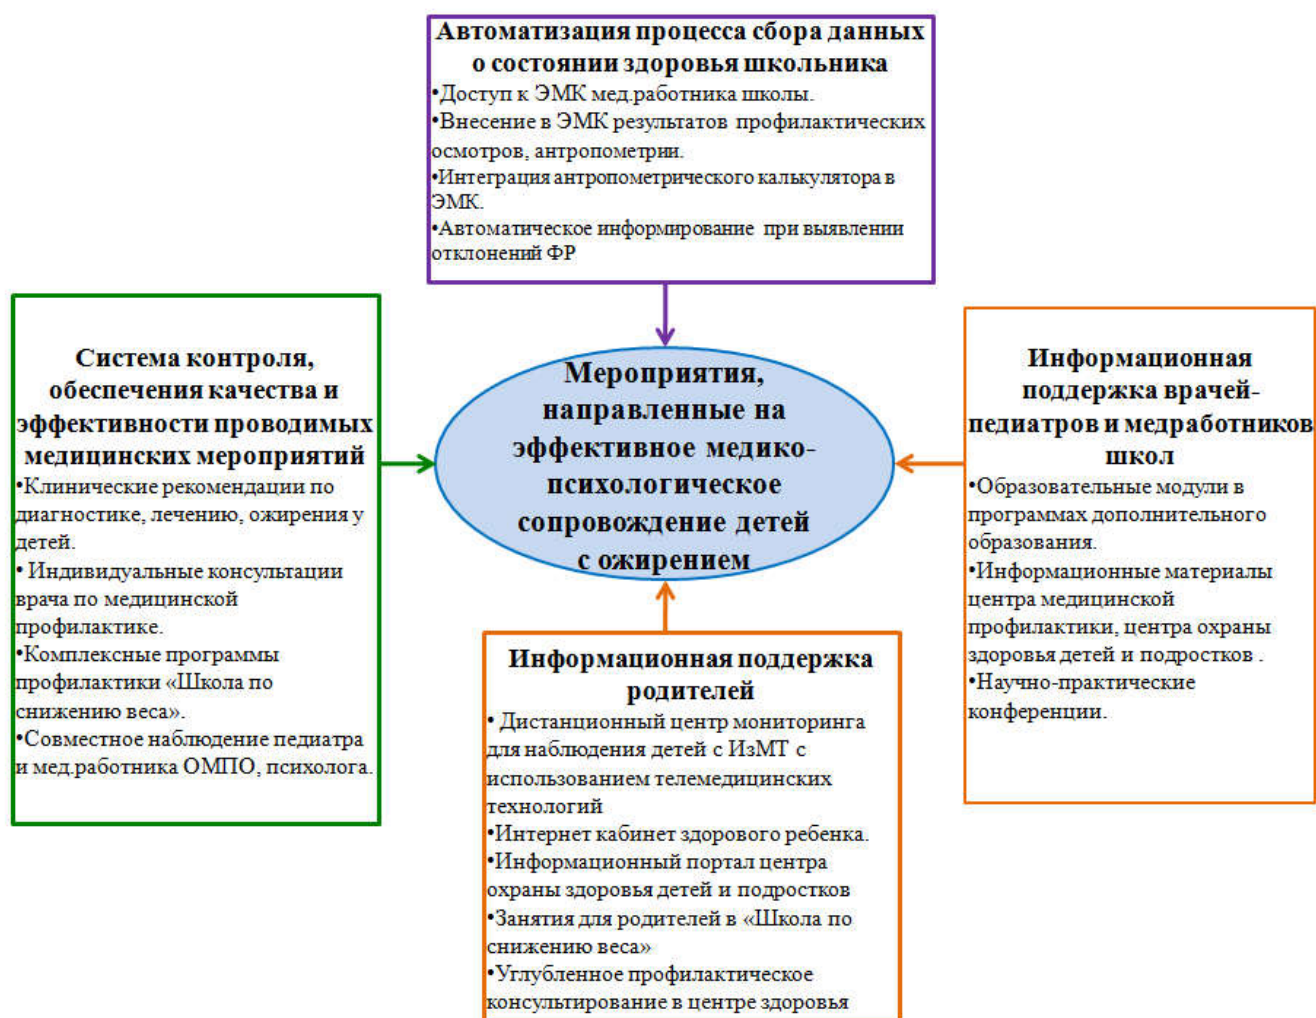 Автоматизация процесса сбора данных
о состоянии здоровья школьника
•Доступ к ЭМК мед.работника школы.
•Внесение в ЭМК результатов профилактических
осмотров, антропометрии.
•Интеграция антропометрического калькулятора в
ЭМК.
•Автоматическое информирование при выявлении
отклонений ФР
Система контроля,
обеспечения качества и
эффективности проводимых
медицинских мероприятий
•Клинические рекомендации по
диагностике, лечению, ожирения у
детей.
• Индивидуальные консультации
врача по медицинской
профилактике.
•Комплексные программы
профилактики «Школа по
снижению веса».
•Совместное наблюдение педиатра
и мед.работника ОМПО, психолога.
Мероприятия,
направленные на
эффективное медико-
психологическое
сопровождение детей
с ожирением
Информационная
поддержка врачей-
педиатров и медработников
школ
•Образовательные модули в
программах дополнительного
образования.
•Информационные материалы
центра медицинской
профилактики, центра охраны
здоровья детей и подростков .
•Научно-практические
конференции.
Информационная поддержка
родителей
• Дистанционный центр мониторинга
для наблюдения детей с ИзМТ с
использованием телемедицинских
технологий
•Интернет кабинет здорового ребенка.
•Информационный портал центра
охраны здоровья детей и подростков
•Занятия для родителей в «Школа по
снижению веса»
•Углубленное профилактическое
консультирование в центре здоровья